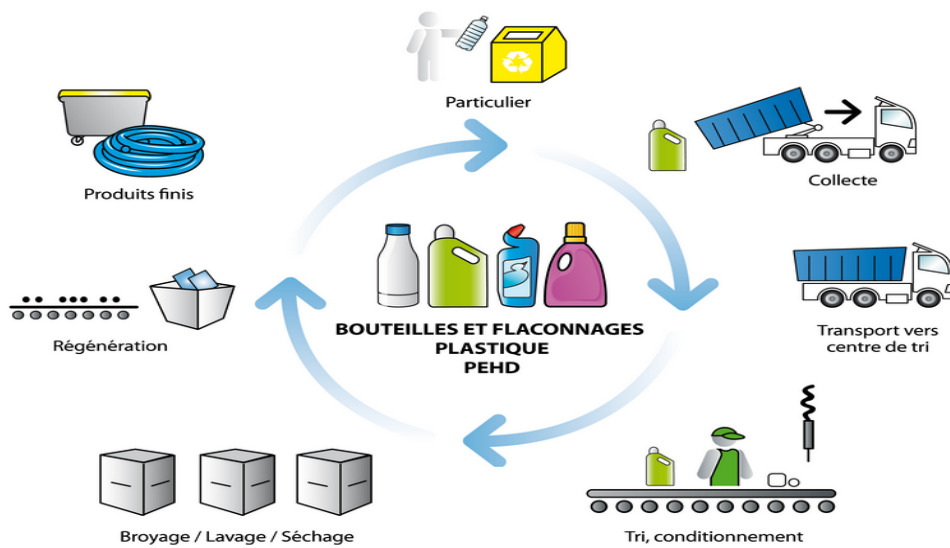 Particulier
Collecte
Transport vers
centre de tri
Tri, conditionnement
Broyage / Lavage / Séchage
Régénération
Produits finis
BOUTEILLES ET FLACONNAGES
PLASTIQUE
PEHD